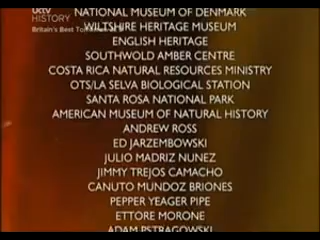 uktv
HISTORY
Britain's Best
NATIONAL MUSEUM OF DENMARK
WILTSHIRE HERITAGE MUSEUM
ENGLISH HERITAGE
SOUTHWOLD AMBER CENTRE
COSTA RICA NATURAL RESOURCES MINISTRY
OTS/LA SELVA BIOLOGICAL STATION
SANTA ROSA NATIONAL PARK
AMERICAN MUSEUM OF NATURAL HISTORY
ANDREW ROSS
ED JARZEMBOWSKI
JULIO MADRIZ NUNEZ
JIMMY TREJOS CAMACHO
CANUTO MUNDOZ BRIONES
PEPPER YEAGER PIPE
ETTORE MORONE
ADAM PSTRAGOWSKI